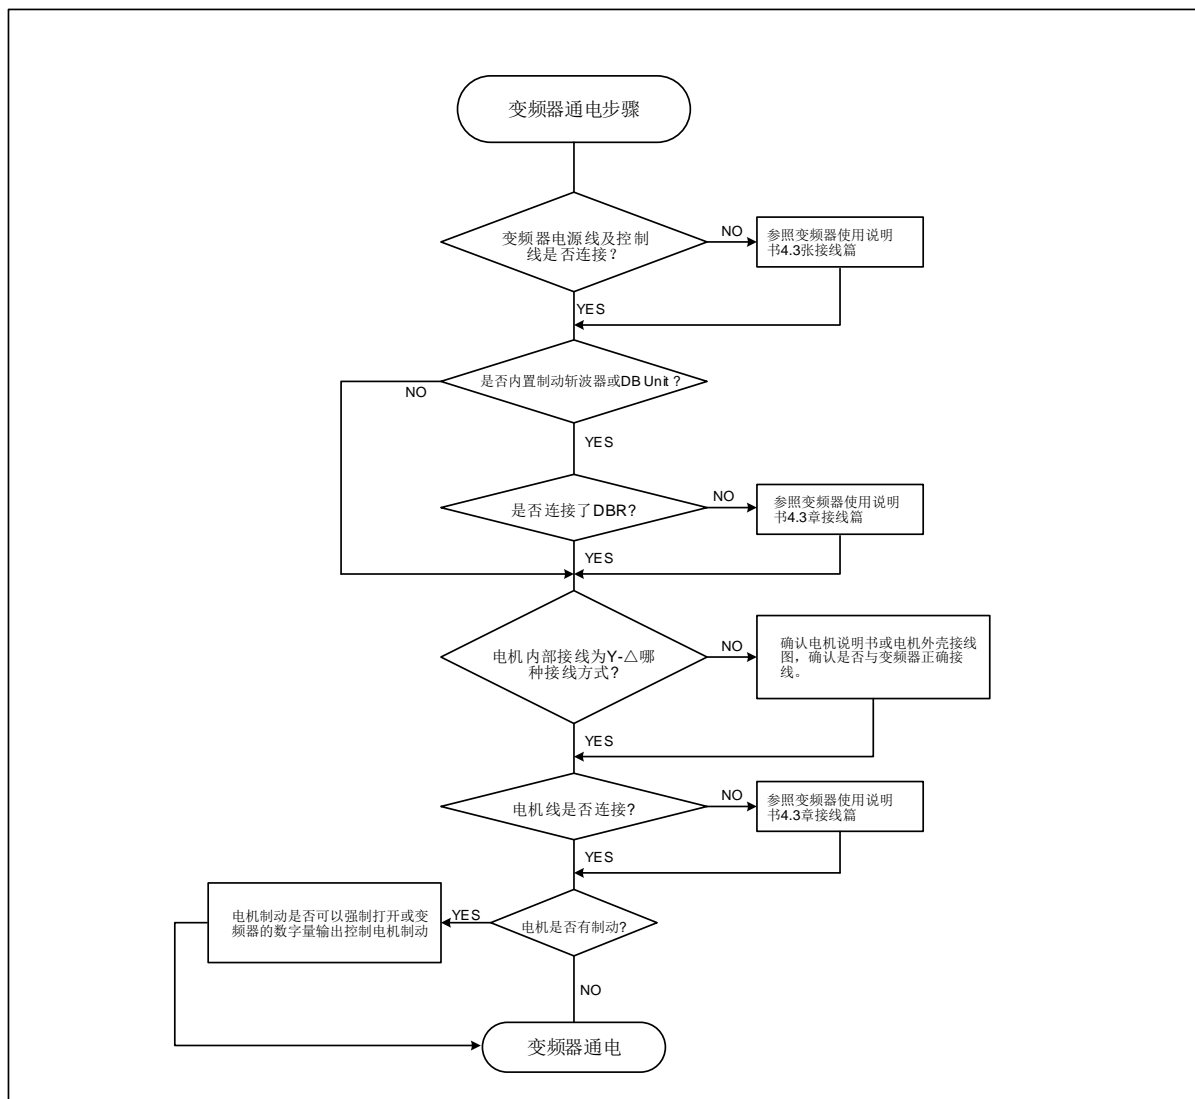 变频器通电步骤
变频器电源线及控制
线是否连接？
NO
参照变频器使用说明
书4.3张接线篇
YES
是否内置制动斩波器或DB Unit？
NO
YES
是否连接了DBR?
NO
参照变频器使用说明
书4.3章接线篇
YES
电机内部接线为Y-△哪
种接线方式?
NO
确认电机说明书或电机外壳接线
图，确认是否与变频器正确接
线。
YES
电机线是否连接?
NO
参照变频器使用说明
书4.3章接线篇
YES
电机制动是否可以强制打开或变
频器的数字量输出控制电机制动
YES
电机是否有制动?
NO
变频器通电